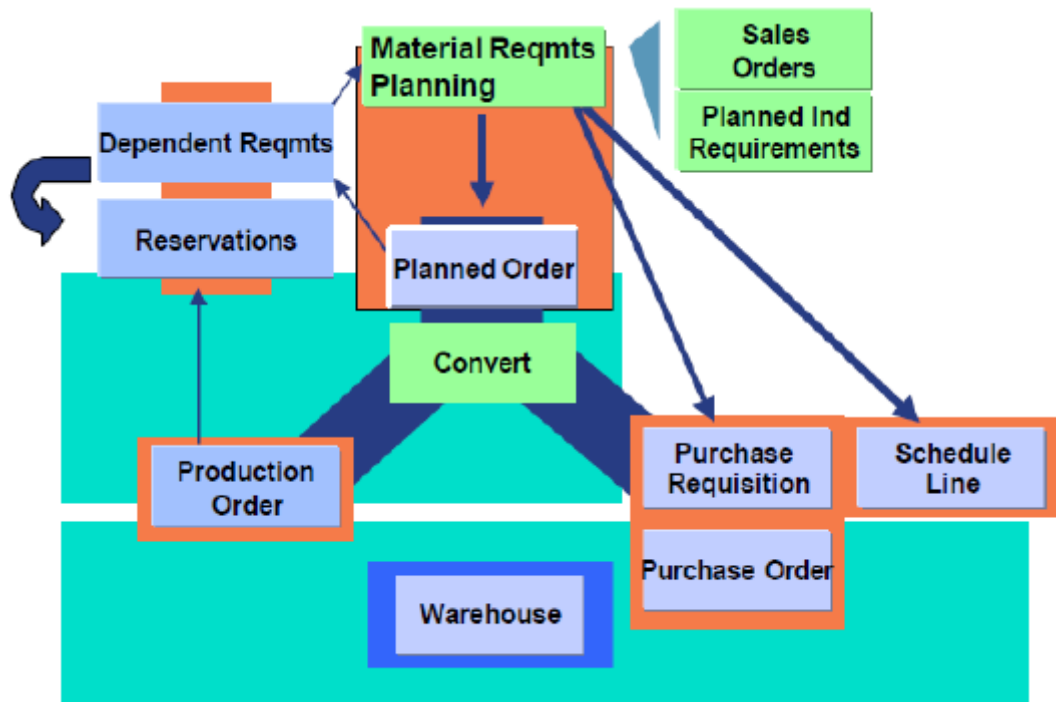 Material Reqmts
Planning
Sales
Orders
Planned Ind
Requirements
Dependent Reqmts
Reservations
Planned Order
Convert
Production
Order
Purchase
Requisition
Schedule
Line
Purchase Order
Warehouse